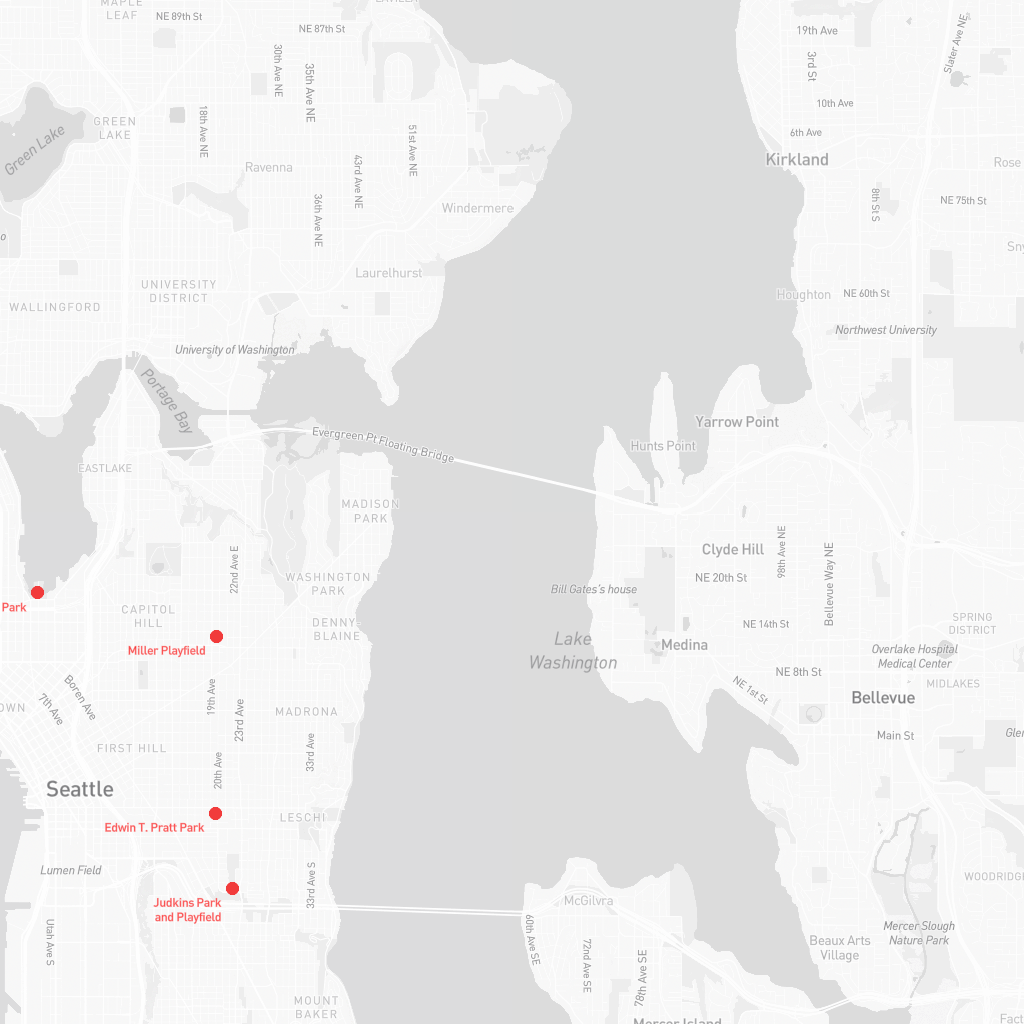 MAPLE
LEAF
NE 89th St
NE 87th St
30th Ave NE
35th Ave NE
19th Ave
3rd St
Slater Ave NE
10th Ave
6th Ave
GREEN
LAKE
Green Lake
18th Ave NE
51st Ave NE
43rd Ave NE
36th Ave NE
Ravenna
Windermere
Kirkland
Rose
8th St S
NE 75th St
Laurelhurst
UNIVERSITY
DISTRICT
WALLINGFORD
Houghton
NE 60th St
Northwest University
University of Washington
Portage Bay
Evergreen Pt Floating Bridge
Yarrow Point
Hunts Point
EASTLAKE
MADISON
PARK
22nd Ave E
Clyde Hill
98th Ave NE
Bellevue Way NE
NE 20th St
WASHINGTON
PARK
Bill Gates's house
Park
CAPITOL
HILL
DENNY-
BLAINE
NE 14th St
SPRING
DISTRICT
Miller Playfield
Lake
Washington
Medina
Overlake Hospital
Medical Center
NE 8th St
MIDLAKES
Boren Ave
7th Ave
19th Ave
23rd Ave
NE 1st St
Bellevue
MADRONA
Main St
FIRST HILL
33rd Ave
20th Ave
Seattle
Edwin T. Pratt Park
LESCHI
Lumen Field
33rd Ave S
Judkins Park
and Playfield
McGilvra
WOODRIDG
Utah Ave S
60th Ave SE
72nd Ave SE
78th Ave SE
Beaux Arts
Village
Mercer Slough
Nature Park
MOUNT
BAKER
Mercer Island